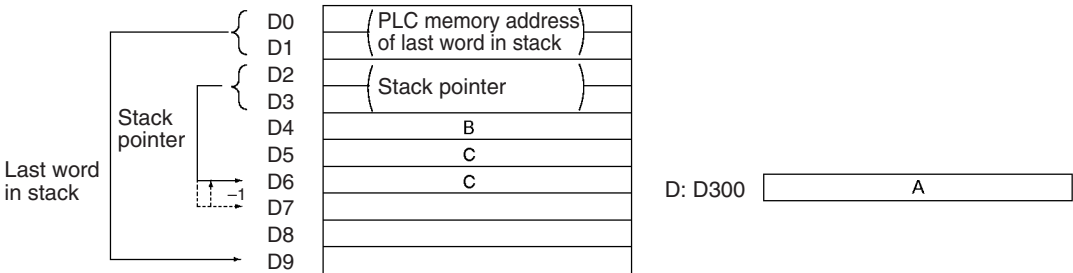 D0
PLC memory address
of last word in stack
D1
D2
Stack pointer
D3
Stack
pointer
D4 B
D5 C
Last word
in stack
D6 C
–1
D7
D8
D9
D: D300 A